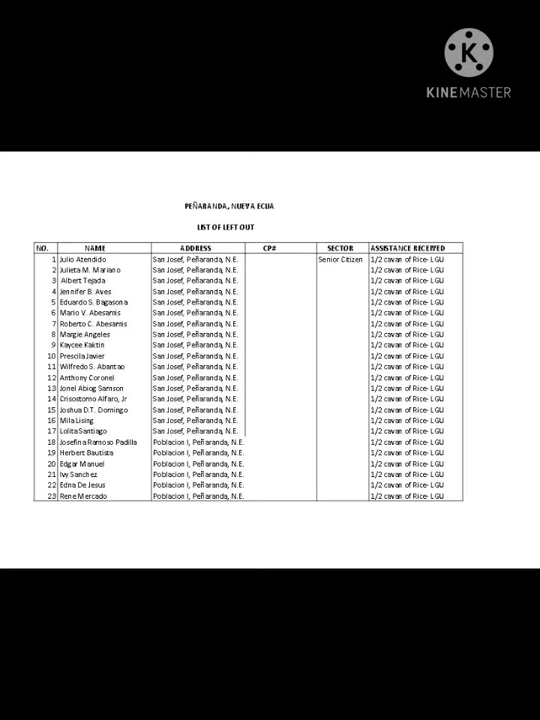 K
KINEMASTER
PEÑARANDA, NUEVA ECIJA
LIST OF LEFT OUT
NO. NAME ADDRESS CP# SECTOR ASSISTANCE RECEIVED
1 Julio Atendido San Josef, Peñaranda, N.E. Senior Citizen 1/2 cavan of Rice- LGU
2 Julieta M. Mariano San Josef, Peñaranda, N.E. 1/2 cavan of Rice- LGU
3 Albert Tejada San Josef, Peñaranda, N.E. 1/2 cavan of Rice- LGU
4 Jennifer B. Aves San Josef, Peñaranda, N.E. 1/2 cavan of Rice- LGU
5 Eduardo S. Bagasona San Josef, Peñaranda, N.E. 1/2 cavan of Rice- LGU
6 Mario V. Abesamis San Josef, Peñaranda, N.E. 1/2 cavan of Rice- LGU
7 Roberto C. Abesamis San Josef, Peñaranda, N.E. 1/2 cavan of Rice- LGU
8 Margie Angeles San Josef, Peñaranda, N.E. 1/2 cavan of Rice- LGU
9 Kaycee Kaktin San Josef, Peñaranda, N.E. 1/2 cavan of Rice- LGU
10 Prescila Javier San Josef, Peñaranda, N.E. 1/2 cavan of Rice- LGU
11 Wilfredo S. Abantao San Josef, Peñaranda, N.E. 1/2 cavan of Rice- LGU
12 Anthony Coronel San Josef, Peñaranda, N.E. 1/2 cavan of Rice- LGU
13 Jonel Abiog Samson San Josef, Peñaranda, N.E. 1/2 cavan of Rice- LGU
14 Crisostomo Alfaro, Jr San Josef, Peñaranda, N.E. 1/2 cavan of Rice- LGU
15 Joshua D.T. Domingo San Josef, Peñaranda, N.E. 1/2 cavan of Rice- LGU
16 Mila Lising San Josef, Peñaranda, N.E. 1/2 cavan of Rice- LGU
17 Lolita Santiago San Josef, Peñaranda, N.E. 1/2 cavan of Rice- LGU
18 Josefina Ramoso Padilla Poblacion I, Peñaranda, N.E. 1/2 cavan of Rice- LGU
19 Herbert Bautista Poblacion I, Peñaranda, N.E. 1/2 cavan of Rice- LGU
20 Edgar Manuel Poblacion I, Peñaranda, N.E. 1/2 cavan of Rice- LGU
21 Ivy Sanchez Poblacion I, Peñaranda, N.E. 1/2 cavan of Rice- LGU
22 Edna De Jesus Poblacion I, Peñaranda, N.E. 1/2 cavan of Rice- LGU
23 Rene Mercado Poblacion I, Peñaranda, N.E. 1/2 cavan of Rice- LGU